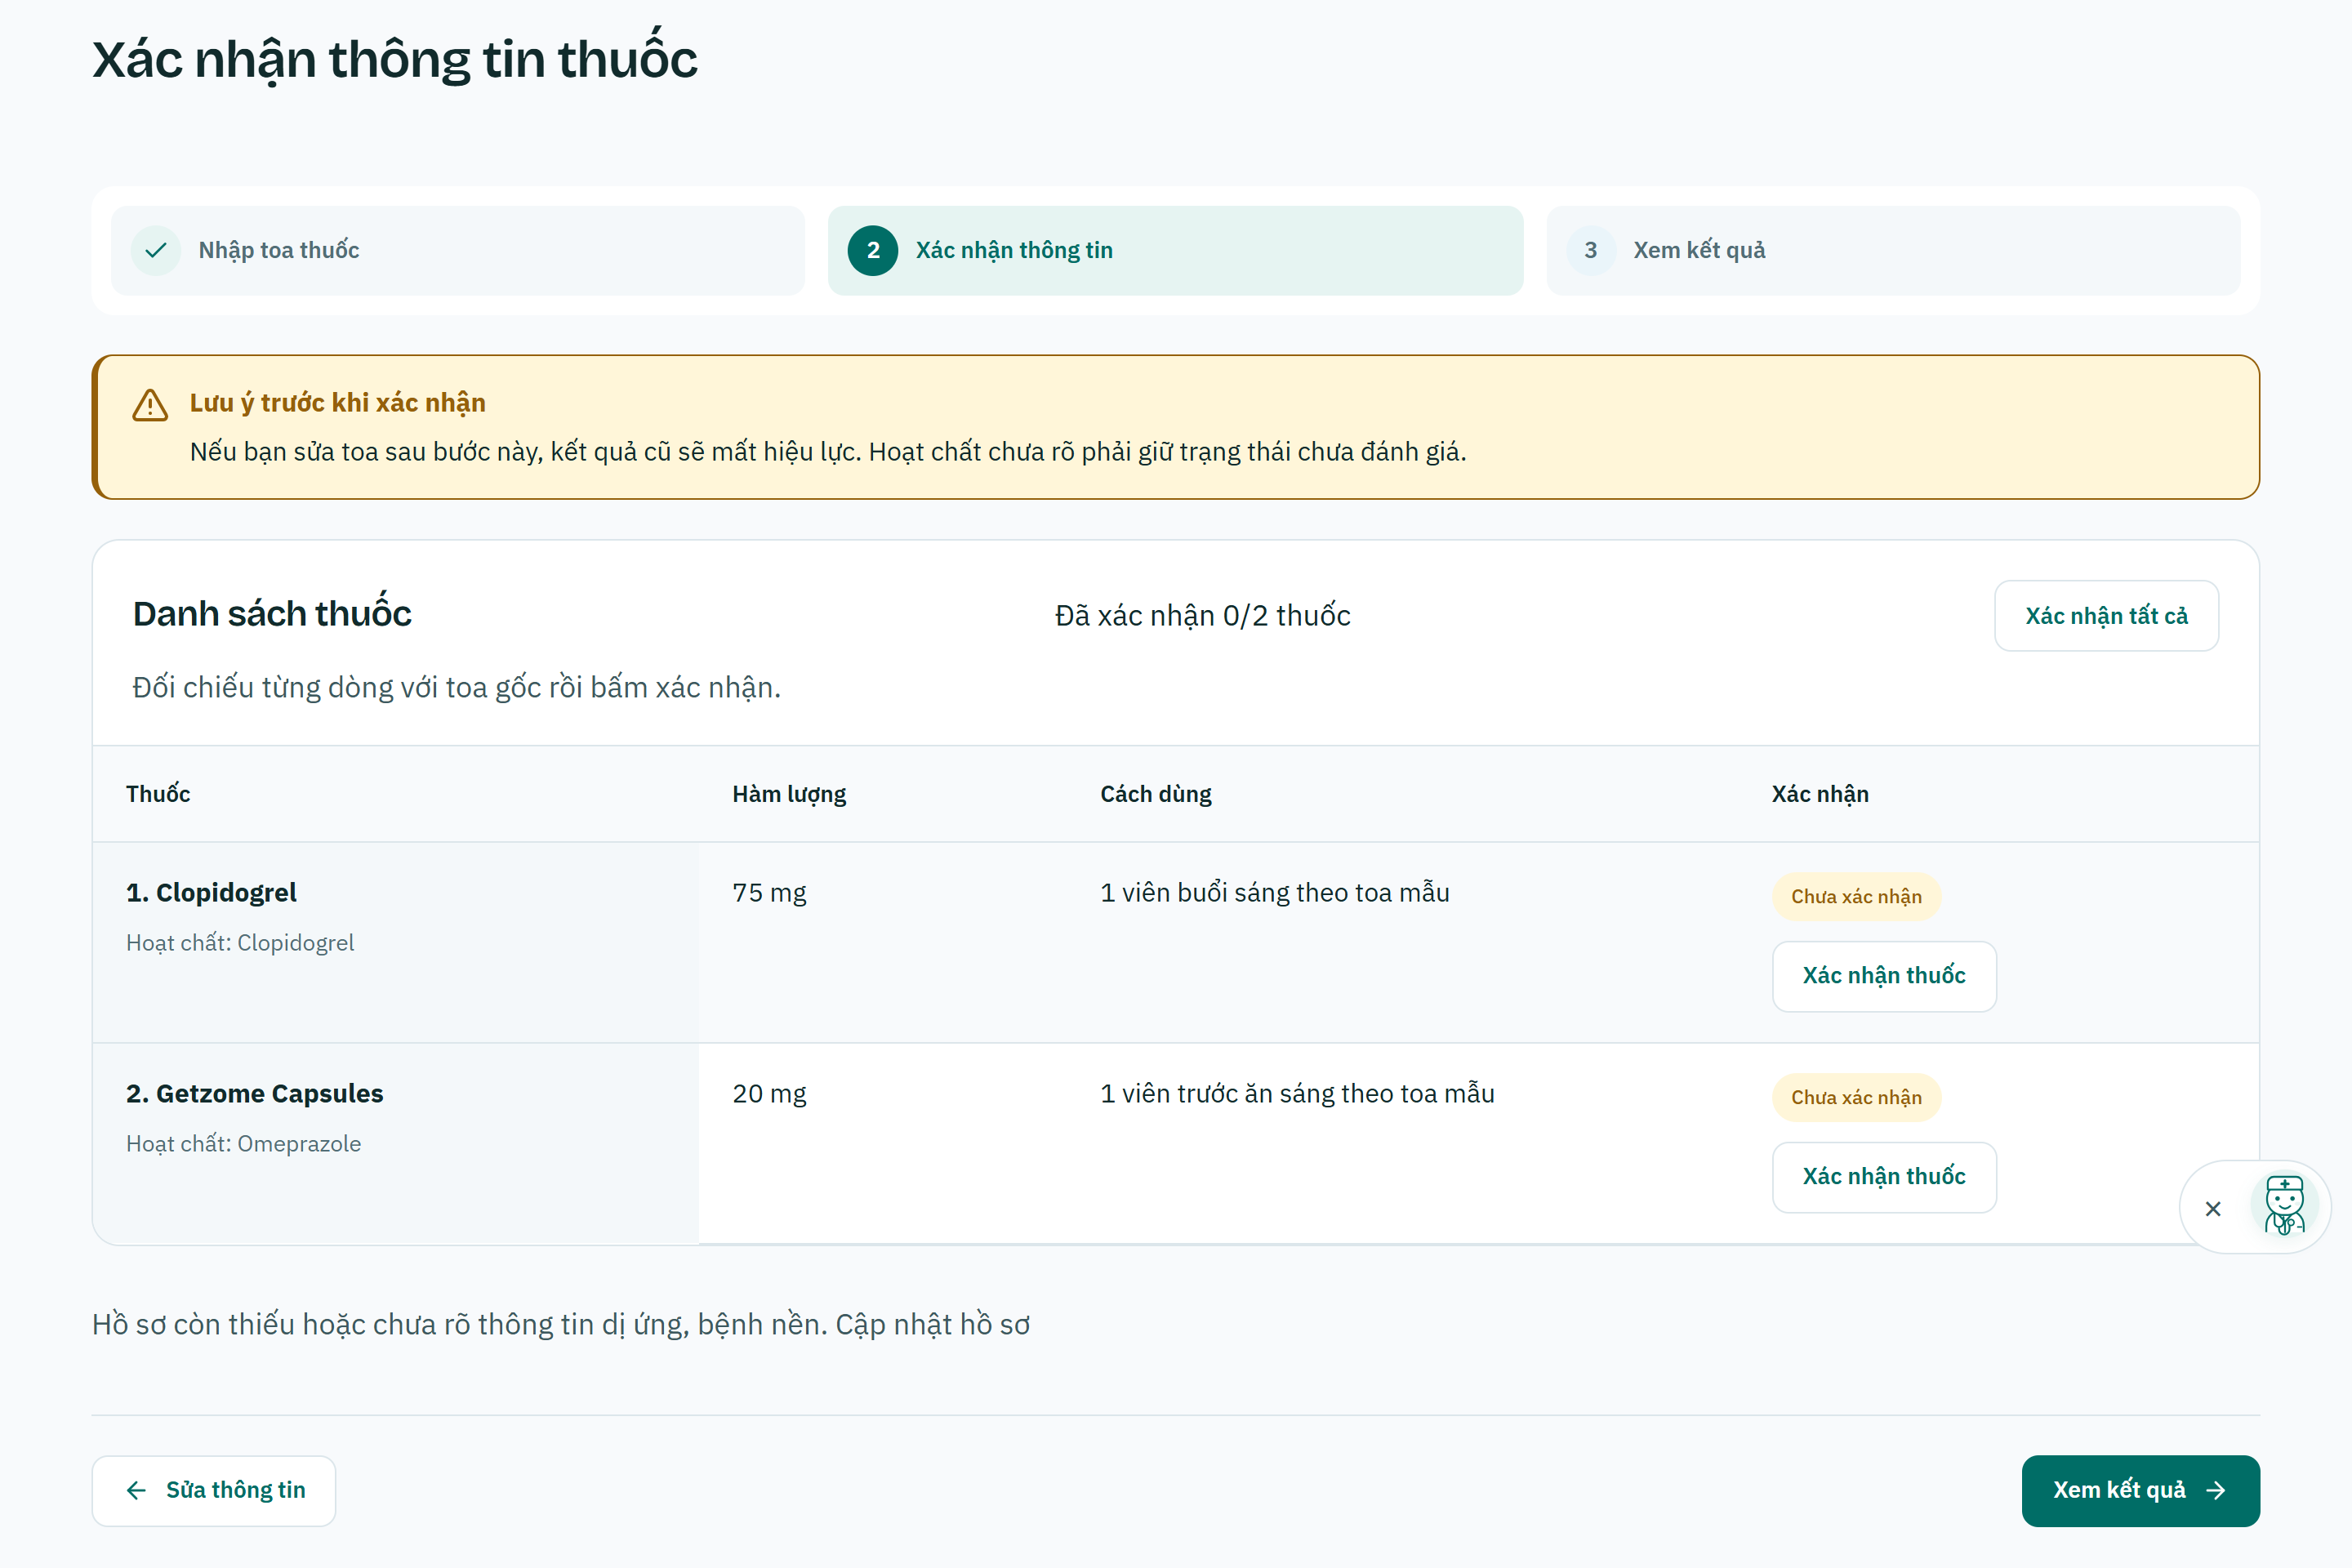 Xác nhận thông tin thuốc
Nhập toa thuốc
2 Xác nhận thông tin
3 Xem kết quả
Lưu ý trước khi xác nhận
Nếu bạn sửa toa sau bước này, kết quả cũ sẽ mất hiệu lực. Hoạt chất chưa rõ phải giữ trạng thái chưa đánh giá.
Danh sách thuốc
Đã xác nhận 0/2 thuốc
Xác nhận tất cả
Đối chiếu từng dòng với toa gốc rồi bấm xác nhận.
Thuốc Hàm lượng Cách dùng Xác nhận
1. Clopidogrel 75 mg 1 viên buổi sáng theo toa mẫu Chưa xác nhận
Hoạt chất: Clopidogrel
Xác nhận thuốc
2. Getzome Capsules 20 mg 1 viên trước ăn sáng theo toa mẫu Chưa xác nhận
Hoạt chất: Omeprazole
Xác nhận thuốc
Hồ sơ còn thiếu hoặc chưa rõ thông tin dị ứng, bệnh nền. Cập nhật hồ sơ
Sửa thông tin
Xem kết quả